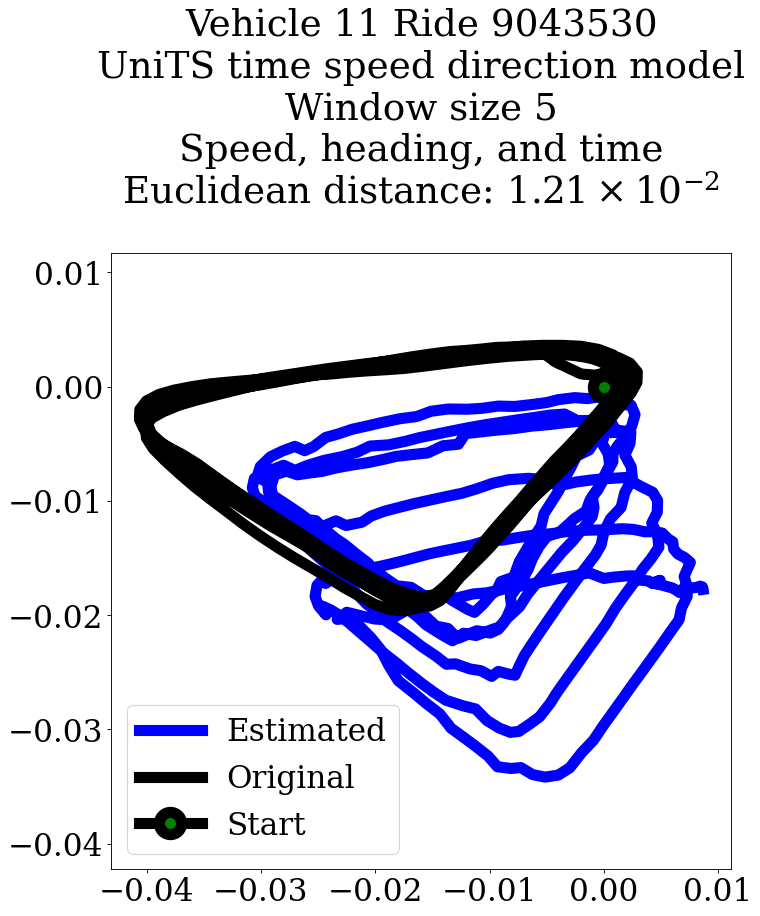 Vehicle 11 Ride 9043530
UniTS time speed direction model
Window size 5
Speed, heading, and time
Euclidean distance: 1.21 × 10⁻²
0.01
0.00
−0.01
−0.02
−0.03
−0.04
Estimated
Original
Start
−0.04 −0.03 −0.02 −0.01 0.00 0.01